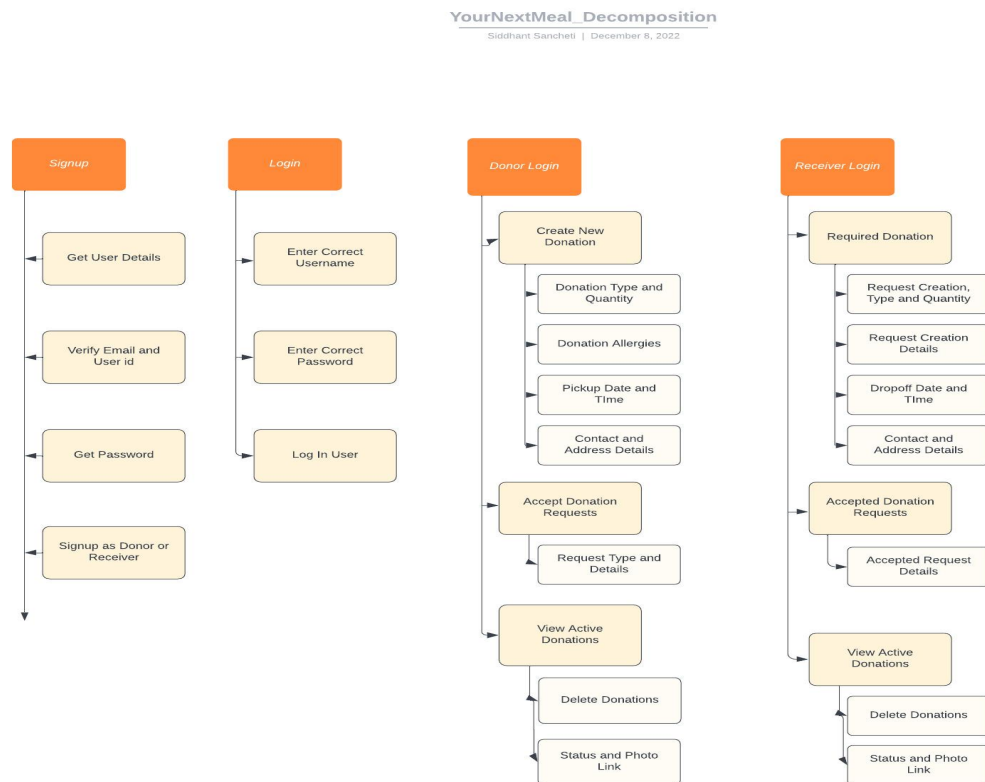 YourNextMeal_Decomposition
Siddhant Sancheti | December 8, 2022
Signup
Get User Details
Verify Email and
User id
Get Password
Signup as Donor or
Receiver
Login
Enter Correct
Username
Enter Correct
Password
Log In User
Donor Login
Create New
Donation
Donation Type and
Quantity
Donation Allergies
Pickup Date and
TIme
Contact and
Address Details
Accept Donation
Requests
Request Type and
Details
View Active
Donations
Delete Donations
Status and Photo
Link
Receiver Login
Required Donation
Request Creation,
Type and Quantity
Request Creation
Details
Dropoff Date and
TIme
Contact and
Address Details
Accepted Donation
Requests
Accepted Request
Details
View Active
Donations
Delete Donations
Status and Photo
Link